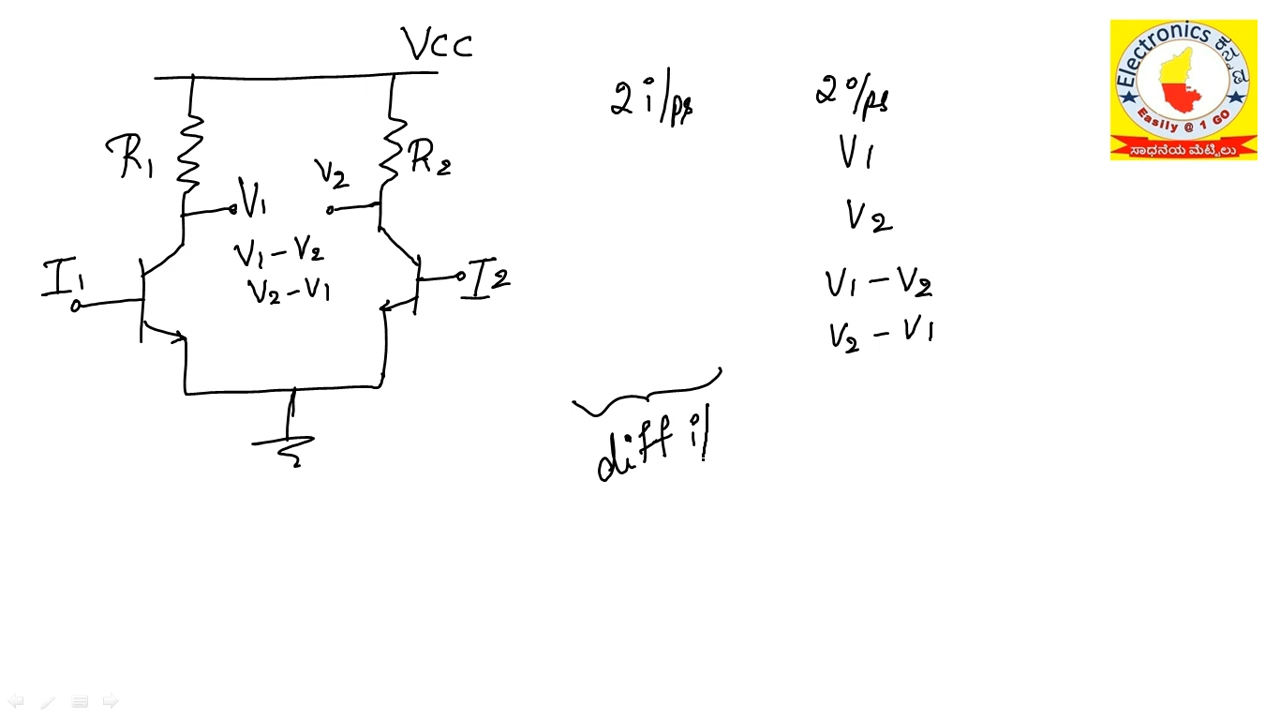 VCC
R1
R2
V1
V2
V1 - V2
V2 - V1
I1
I2
2 i/ps
2 o/ps
V1
V2
V1 - V2
V2 - V1
diff i/
Electronics ಕನ್ನಡ
Easily @ 1 GO
ಸಾಧನೆಯ ಮೆಟ್ಟಿಲು